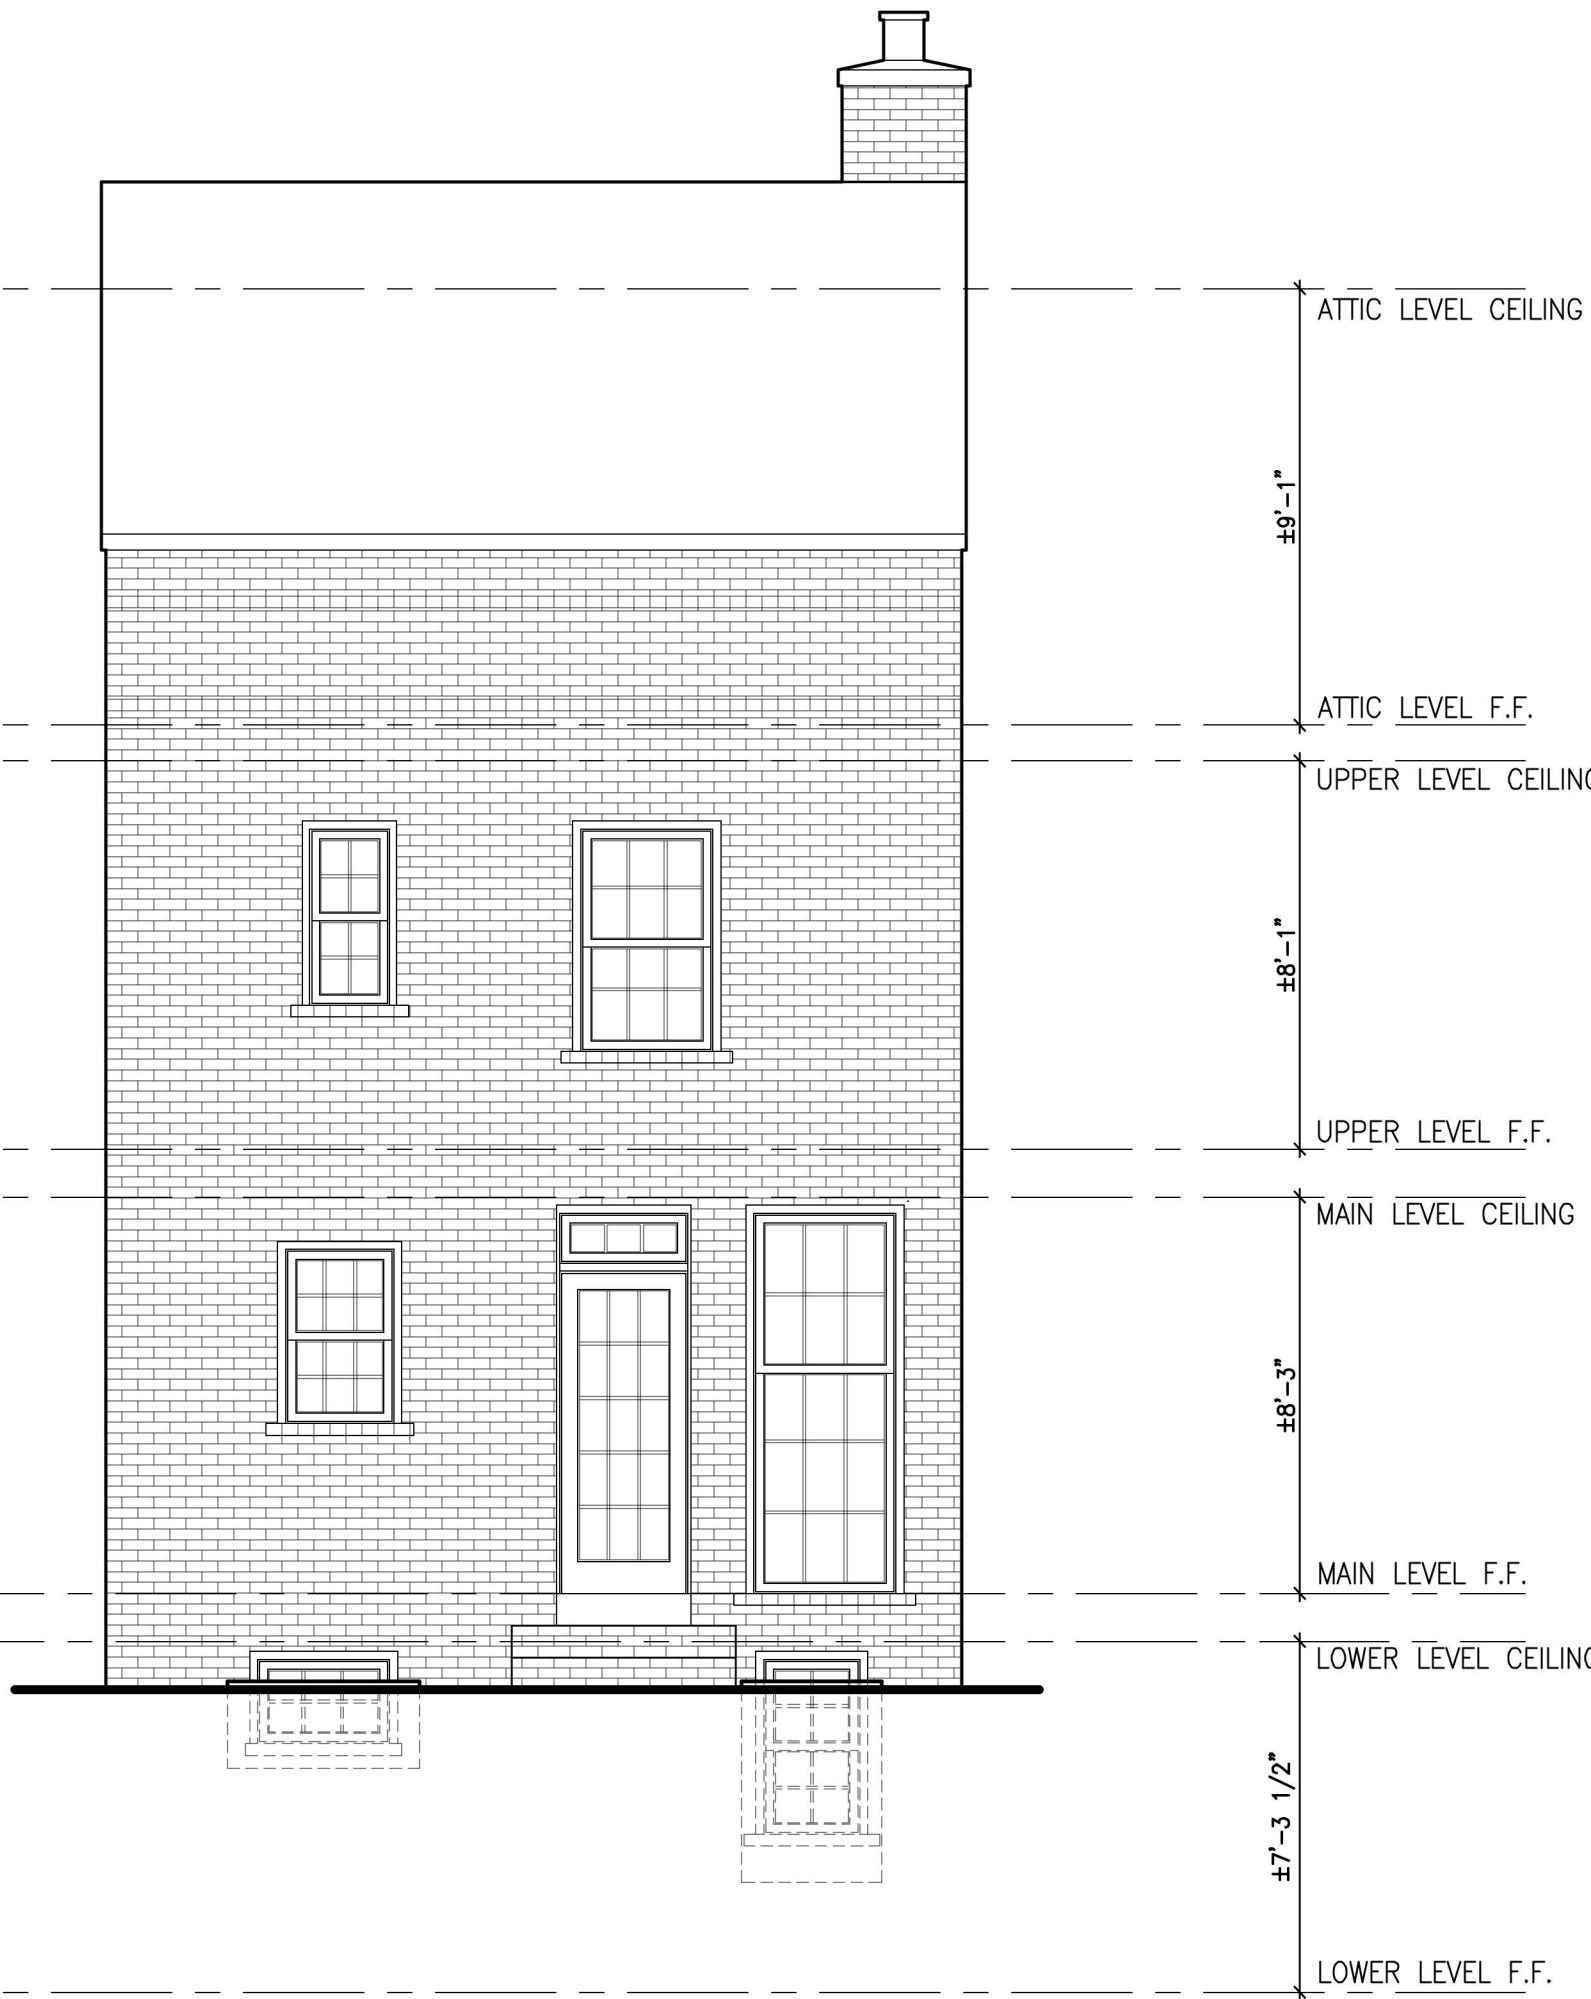 ATTIC LEVEL CEILING
±9'-1"
ATTIC LEVEL F.F.
UPPER LEVEL CEILING
±8'-1"
UPPER LEVEL F.F.
MAIN LEVEL CEILING
±8'-3"
MAIN LEVEL F.F.
LOWER LEVEL CEILING
±7'-3 1/2"
LOWER LEVEL F.F.